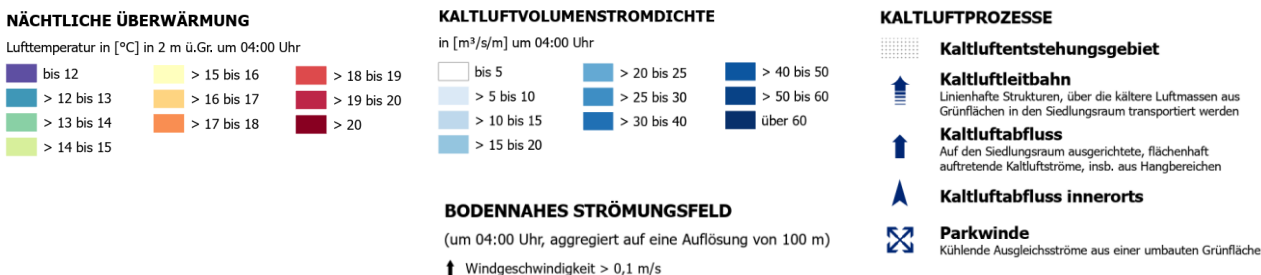 NÄCHTLICHE ÜBERWÄRMUNG
Lufttemperatur in [°C] in 2 m ü.Gr. um 04:00 Uhr
bis 12
> 12 bis 13
> 13 bis 14
> 14 bis 15
> 15 bis 16
> 16 bis 17
> 17 bis 18
> 18 bis 19
> 19 bis 20
> 20
KALTLUFTVOLUMENSTROMDICHTE
in [m³/s/m] um 04:00 Uhr
bis 5
> 5 bis 10
> 10 bis 15
> 15 bis 20
> 20 bis 25
> 25 bis 30
> 30 bis 40
> 40 bis 50
> 50 bis 60
über 60
BODENNAHES STRÖMUNGSFELD
(um 04:00 Uhr, aggregiert auf eine Auflösung von 100 m)
Windgeschwindigkeit > 0,1 m/s
KALTLUFTPROZESSE
Kaltluftentstehungsgebiet
Kaltluftleitbahn
Linienhafte Strukturen, über die kältere Luftmassen aus
Grünflächen in den Siedlungsraum transportiert werden
Kaltluftabfluss
Auf den Siedlungsraum ausgerichtete, flächenhaft
auftretende Kaltluftströme, insb. aus Hangbereichen
Kaltluftabfluss innerorts
Parkwinde
Kühlende Ausgleichsströme aus einer umbauten Grünfläche